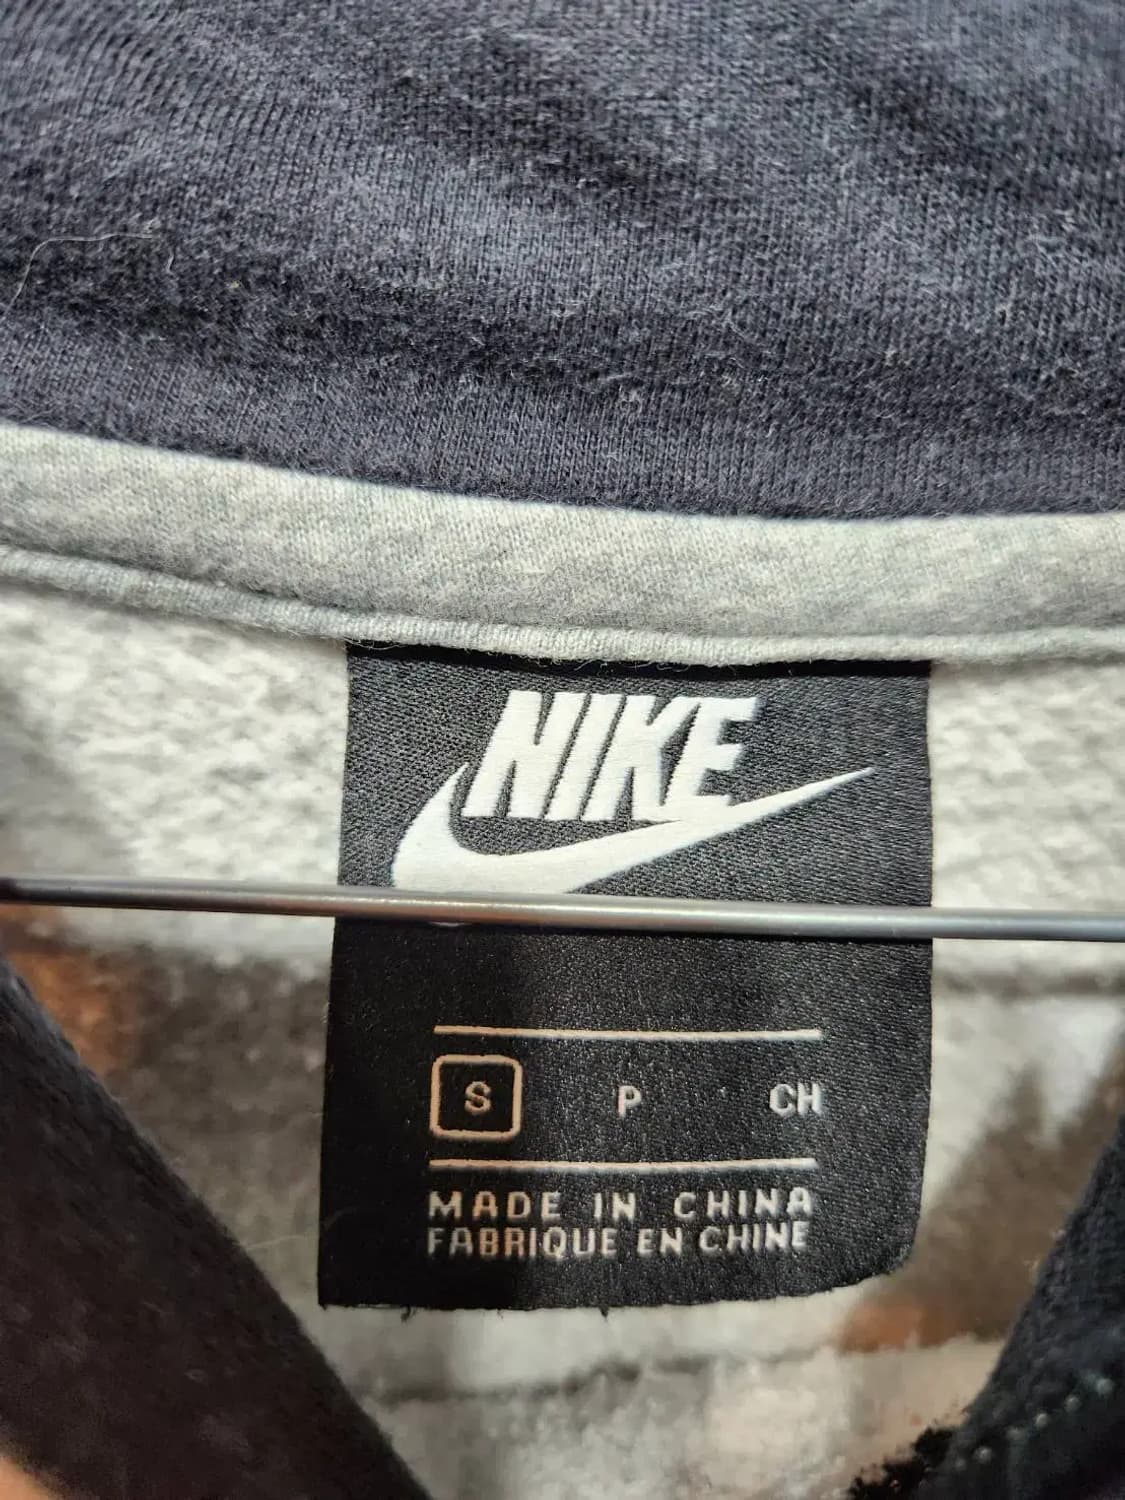 NIKE
S P CH
MADE IN CHINA
FABRIQUE EN CHINE